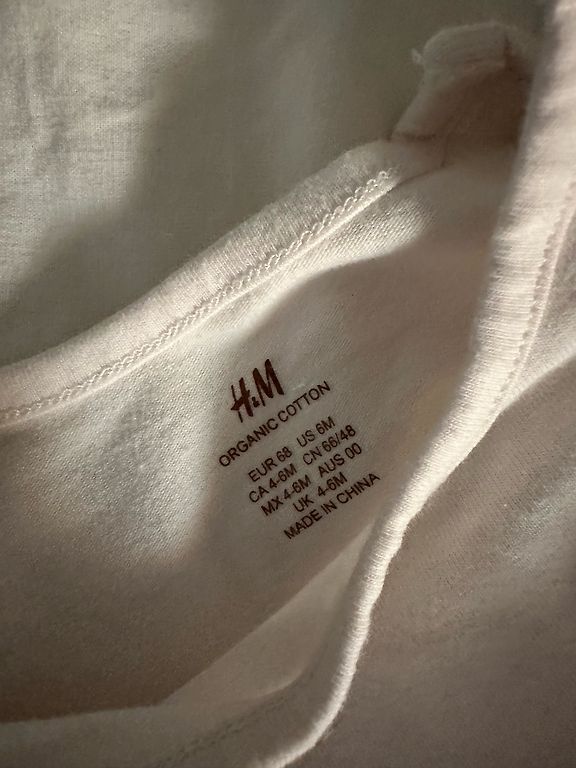 H&M
ORGANIC COTTON
EUR 68 US 6M
CA 4-6M CN 66/48
MX 4-6M AUS 00
UK 4-6M
MADE IN CHINA